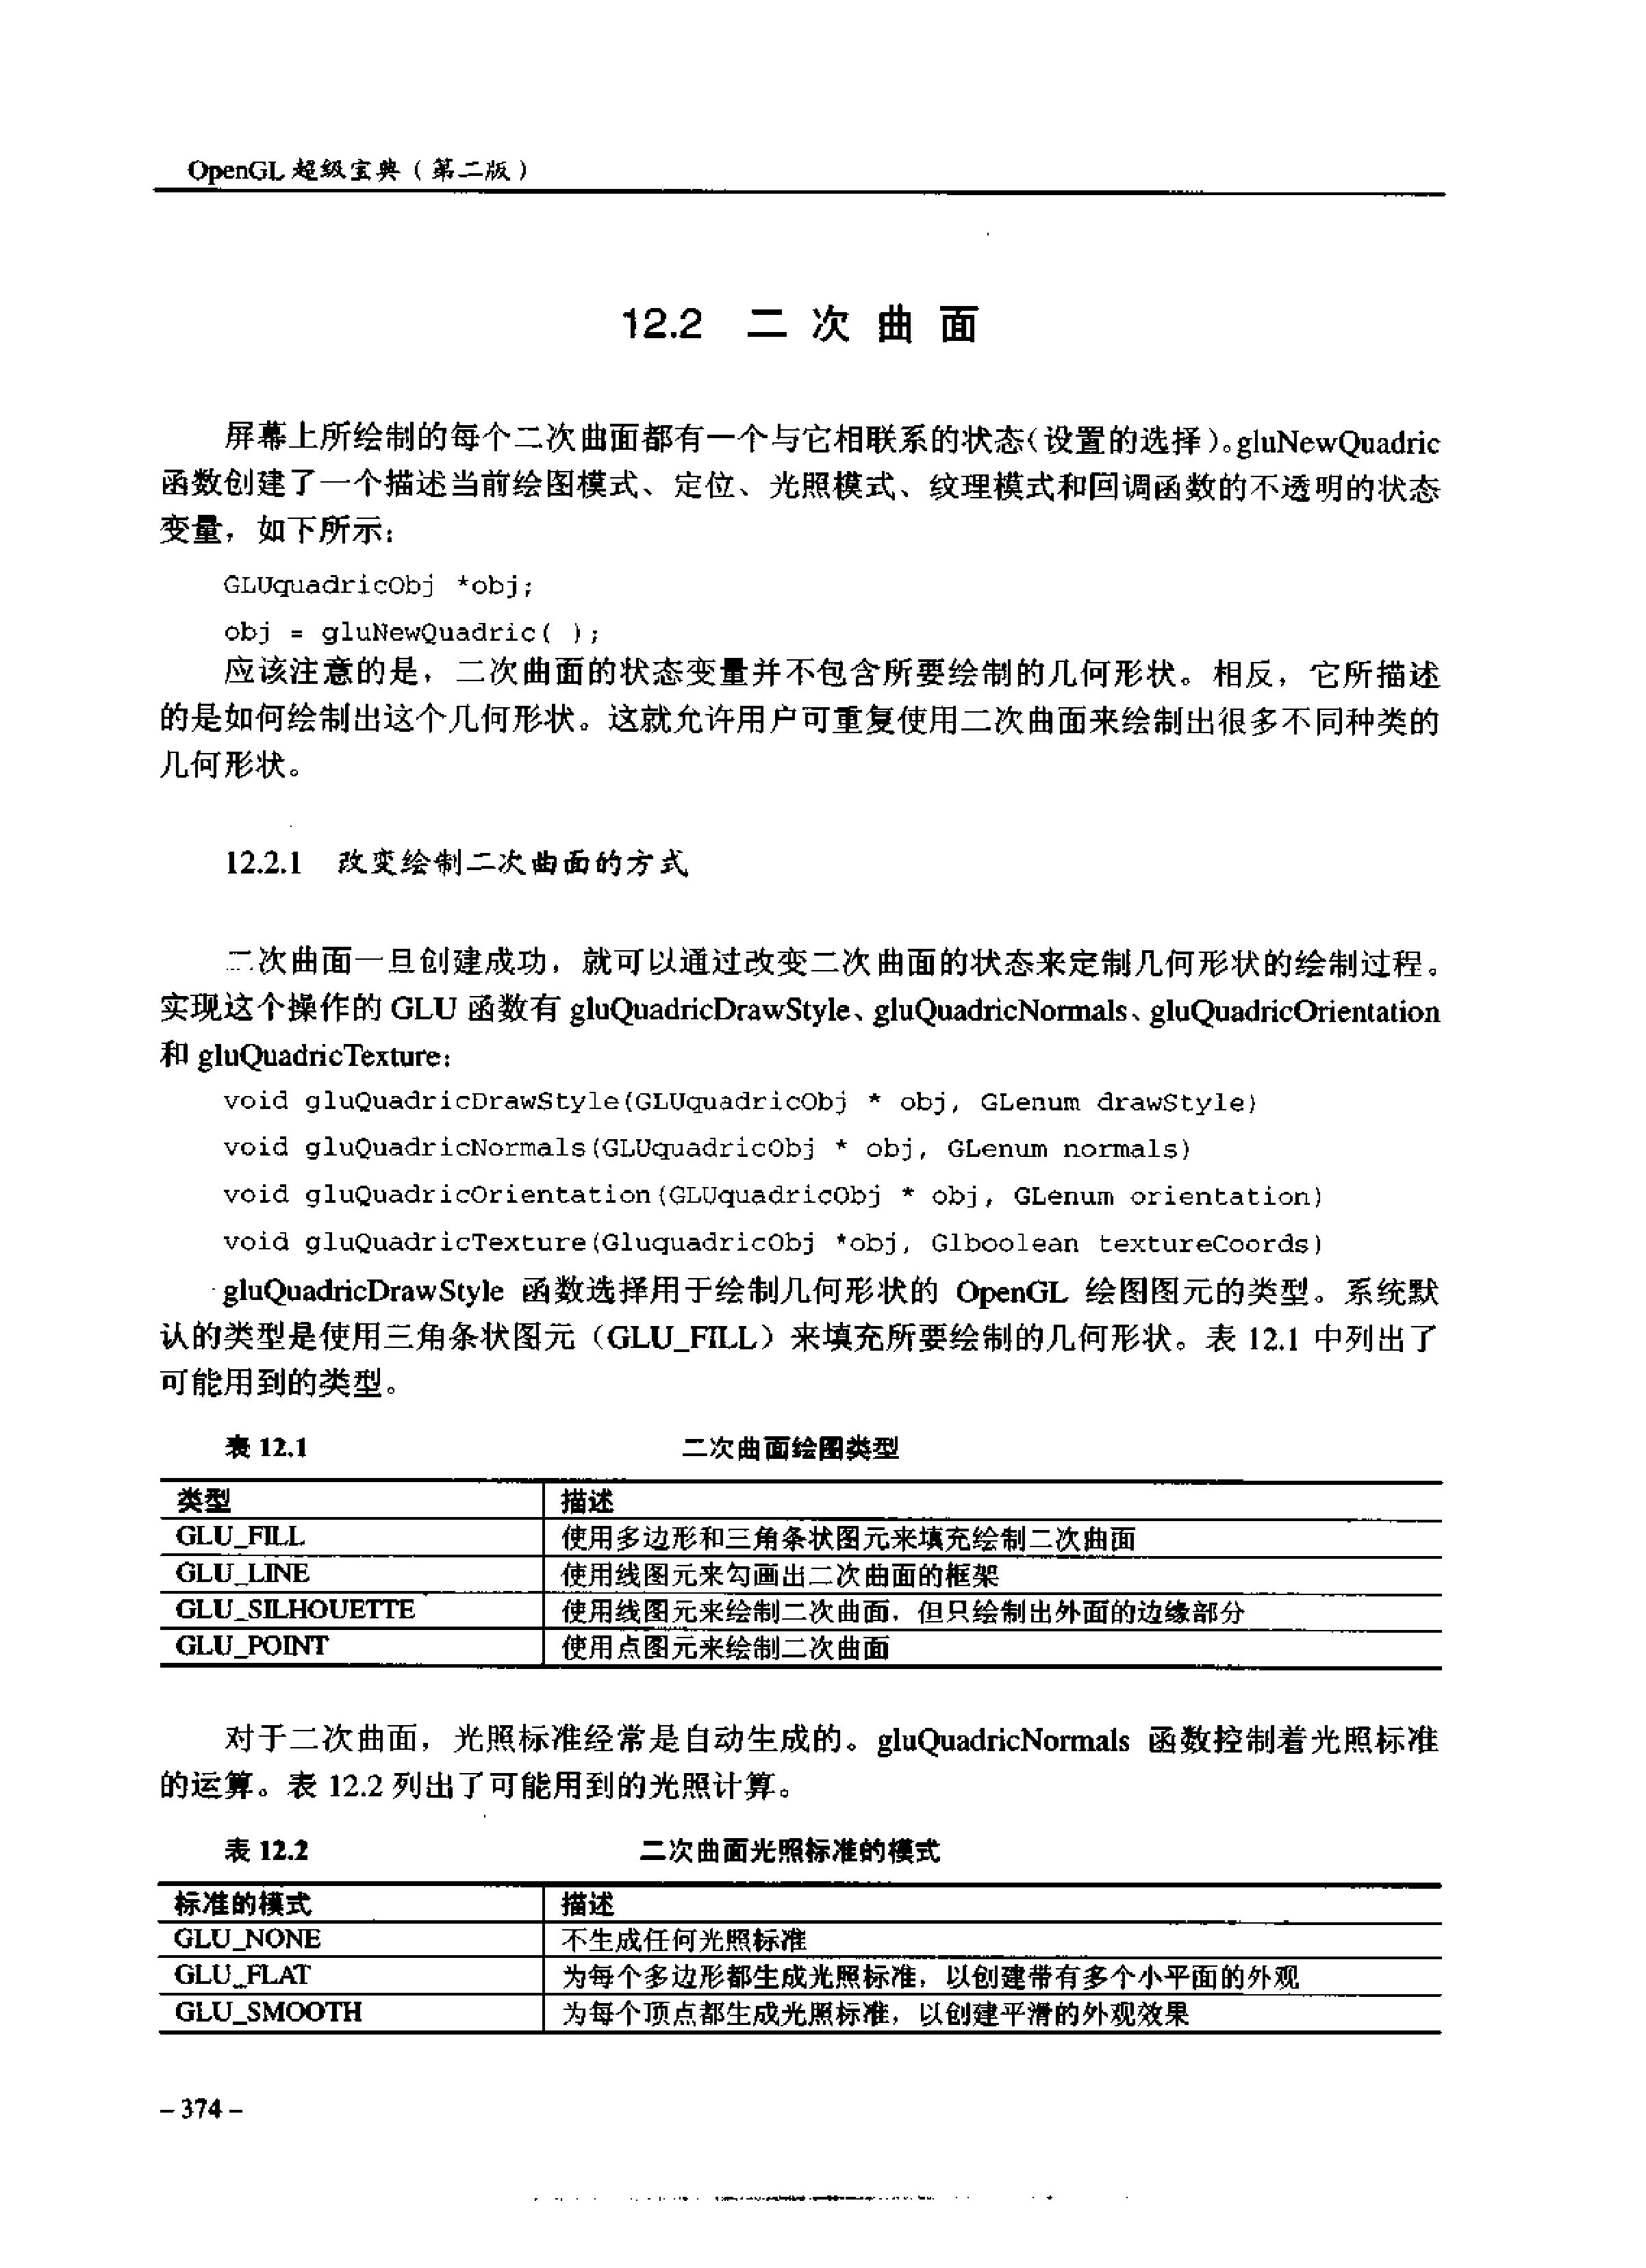 OpenGL 超级宝典（第二版）
12.2 二次曲面
屏幕上所绘制的每个二次曲面都有一个与它相联系的状态（设置的选择）。gluNewQuadric
函数创建了一个描述当前绘图模式、定位、光照模式、纹理模式和回调函数的不透明的状态
变量，如下所示：
GLUquadricObj *obj;
obj = gluNewQuadric( );
应该注意的是，二次曲面的状态变量并不包含所要绘制的几何形状。相反，它所描述
的是如何绘制出这个几何形状。这就允许用户可重复使用二次曲面来绘制出很多不同种类的
几何形状。
12.2.1 改变绘制二次曲面的方式
二次曲面一旦创建成功，就可以通过改变二次曲面的状态来定制几何形状的绘制过程。
实现这个操作的 GLU 函数有 gluQuadricDrawStyle、gluQuadricNormals、gluQuadricOrientation
和 gluQuadricTexture：
void gluQuadricDrawStyle(GLUquadricObj * obj, GLenum drawStyle)
void gluQuadricNormals(GLUquadricObj * obj, GLenum normals)
void gluQuadricOrientation(GLUquadricObj * obj, GLenum orientation)
void gluQuadricTexture(GluquadricObj *obj, Glboolean textureCoords)
gluQuadricDrawStyle 函数选择用于绘制几何形状的 OpenGL 绘图图元的类型。系统默
认的类型是使用三角条状图元（GLU_FILL）来填充所要绘制的几何形状。表 12.1 中列出了
可能用到的类型。
表 12.1 二次曲面绘图类型
类型 描述
GLU_FILL 使用多边形和三角条状图元来填充绘制二次曲面
GLU_LINE 使用线图元来勾画出二次曲面的框架
GLU_SILHOUETTE 使用线图元来绘制二次曲面，但只绘制出外面的边缘部分
GLU_POINT 使用点图元来绘制二次曲面
对于二次曲面，光照标准经常是自动生成的。gluQuadricNormals 函数控制着光照标准
的运算。表 12.2 列出了可能用到的光照计算。
表 12.2 二次曲面光照标准的模式
标准的模式 描述
GLU_NONE 不生成任何光照标准
GLU_FLAT 为每个多边形都生成光照标准，以创建带有多个小平面的外观
GLU_SMOOTH 为每个顶点都生成光照标准，以创建平滑的外观效果
－374－